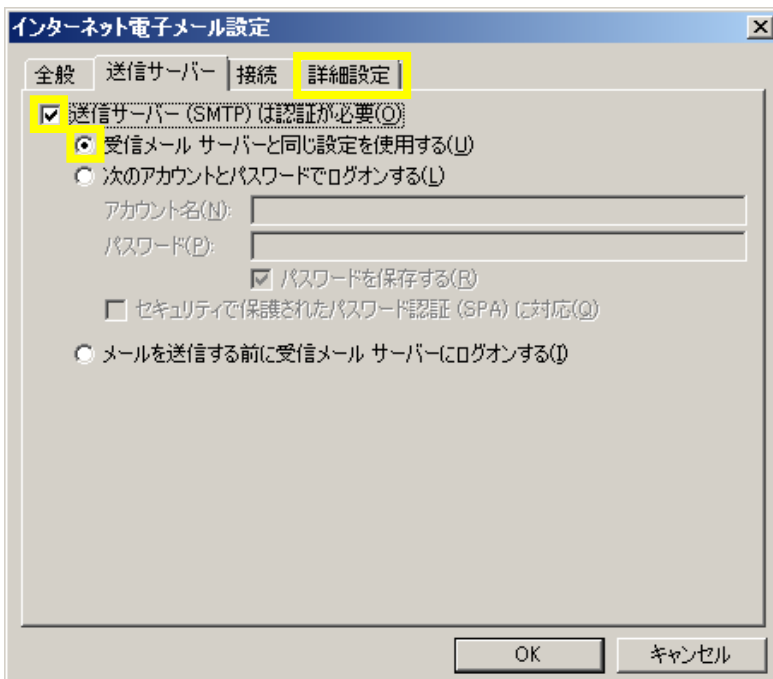 インターネット電子メール設定
全般 送信サーバー 接続 詳細設定
送信サーバー (SMTP) は認証が必要(O)
受信メール サーバーと同じ設定を使用する(U)
次のアカウントとパスワードでログオンする(L)
アカウント名(N):
パスワード(P):
パスワードを保存する(R)
セキュリティで保護されたパスワード認証 (SPA) に対応(Q)
メールを送信する前に受信メール サーバーにログオンする(I)
OK キャンセル